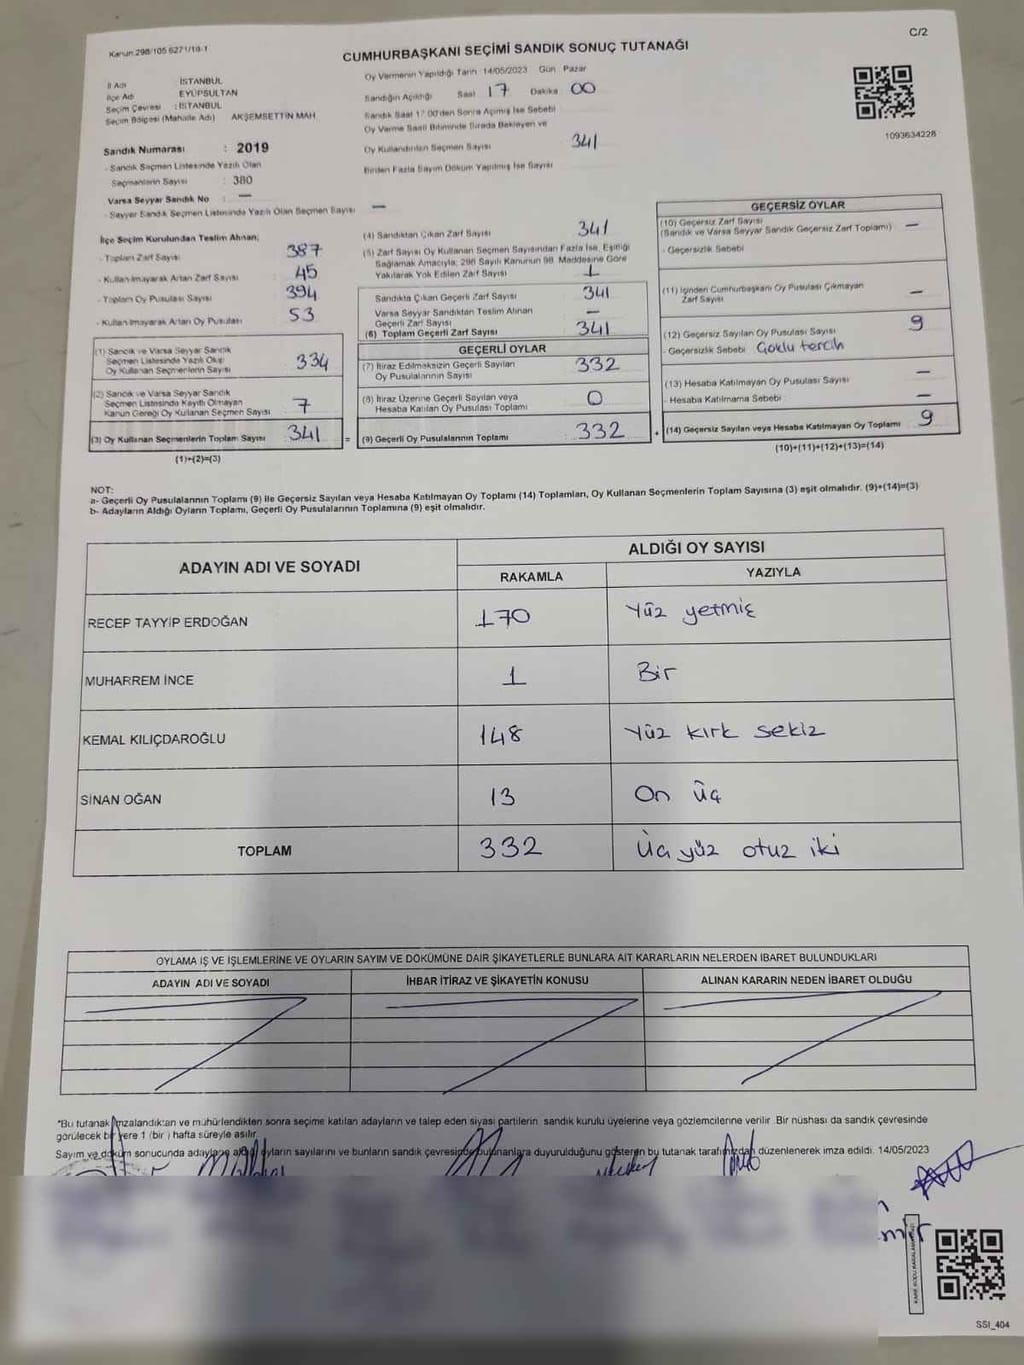 Kanun 298/105 6271/19-1
C/2
CUMHURBAŞKANI SEÇİMİ SANDIK SONUÇ TUTANAĞI
İl Adı : İSTANBUL
İlçe Adı EYÜPSULTAN
Seçim Çevresi : İSTANBUL
Seçim Bölgesi (Mahalle Adı) AKŞEMSETTİN MAH.
Sandık Numarası : 2019
- Sandık Seçmen Listesinde Yazılı Olan
Seçmenlerin Sayısı : 380
Varsa Seyyar Sandık No : —
- Seyyar Sandık Seçmen Listesinde Yazılı Olan Seçmen Sayısı —
Oy Vermenin Yapıldığı Tarih 14/05/2023 Gün Pazar
Sandığın Açıldığı Saat 17 Dakika 00
Sandık Saat 17:00'den Sonra Açılmış İse Sebebi
Oy Verme Saati Bitiminde Sırada Bekleyen ve
Oy Kullandırılan Seçmen Sayısı 341
Birden Fazla Sayım Döküm Yapılmış İse Sayısı
1093634228
İlçe Seçim Kurulundan Teslim Alınan;
- Toplam Zarf Sayısı 387
- Kullanılmayarak Artan Zarf Sayısı 45
- Toplam Oy Pusulası Sayısı 394
- Kullanılmayarak Artan Oy Pusulası 53
(1) Sandık ve Varsa Seyyar Sandık
Seçmen Listesinde Yazılı Olup
Oy Kullanan Seçmenlerin Sayısı 334
(2) Sandık ve Varsa Seyyar Sandık
Seçmen Listesinde Kayıtlı Olmayan
Kanun Gereği Oy Kullanan Seçmen Sayısı 7
(3) Oy Kullanan Seçmenlerin Toplam Sayısı 341 =
(1)+(2)=(3)
(4) Sandıktan Çıkan Zarf Sayısı 341
(5) Zarf Sayısı Oy Kullanan Seçmen Sayısından Fazla İse, Eşitliği
Sağlamak Amacıyla; 298 Sayılı Kanunun 98. Maddesine Göre
Yakılarak Yok Edilen Zarf Sayısı 1
Sandıkta Çıkan Geçerli Zarf Sayısı 341
Varsa Seyyar Sandıktan Teslim Alınan
Geçerli Zarf Sayısı —
(6) Toplam Geçerli Zarf Sayısı 341
GEÇERLİ OYLAR
(7) İtiraz Edilmeksizin Geçerli Sayılan
Oy Pusulalarının Sayısı 332
(8) İtiraz Üzerine Geçerli Sayılan veya
Hesaba Katılan Oy Pusulası Toplamı 0
(9) Geçerli Oy Pusulalarının Toplamı 332 +
GEÇERSİZ OYLAR
(10) Geçersiz Zarf Sayısı
(Sandık ve Varsa Seyyar Sandık Geçersiz Zarf Toplamı) —
- Geçersizlik Sebebi
(11) İçinden Cumhurbaşkanı Oy Pusulası Çıkmayan
Zarf Sayısı —
(12) Geçersiz Sayılan Oy Pusulası Sayısı 9
- Geçersizlik Sebebi Çoklu tercih
(13) Hesaba Katılmayan Oy Pusulası Sayısı —
- Hesaba Katılmama Sebebi —
(14) Geçersiz Sayılan veya Hesaba Katılmayan Oy Toplamı 9
(10)+(11)+(12)+(13)=(14)
NOT:
a- Geçerli Oy Pusulalarının Toplamı (9) ile Geçersiz Sayılan veya Hesaba Katılmayan Oy Toplamı (14) Toplamları, Oy Kullanan Seçmenlerin Toplam Sayısına (3) eşit olmalıdır. (9)+(14)=(3)
b- Adayların Aldığı Oyların Toplamı, Geçerli Oy Pusulalarının Toplamına (9) eşit olmalıdır.
ADAYIN ADI VE SOYADI
ALDIĞI OY SAYISI
RAKAMLA YAZIYLA
RECEP TAYYİP ERDOĞAN 170 Yüz yetmiş
MUHARREM İNCE 1 Bir
KEMAL KILIÇDAROĞLU 148 Yüz kırk sekiz
SİNAN OĞAN 13 On üç
TOPLAM 332 Üç yüz otuz iki
OYLAMA İŞ VE İŞLEMLERİNE VE OYLARIN SAYIM VE DÖKÜMÜNE DAİR ŞİKAYETLERLE BUNLARA AİT KARARLARIN NELERDEN İBARET BULUNDUKLARI
ADAYIN ADI VE SOYADI İHBAR İTİRAZ VE ŞİKAYETİN KONUSU ALINAN KARARIN NEDEN İBARET OLDUĞU
*Bu tutanak imzalandıktan ve mühürlendikten sonra seçime katılan adayların ve talep eden siyasi partilerin sandık kurulu üyelerine veya gözlemcilerine verilir. Bir nüshası da sandık çevresinde
görülecek bir yere 1 (bir) hafta süreyle asılır.
Sayım ve döküm sonucunda adayların aldığı oyların sayılarını ve bunların sandık çevresinde bulunanlara duyurulduğunu gösteren bu tutanak tarafımızdan düzenlenerek imza edildi. 14/05/2023
SSI_404